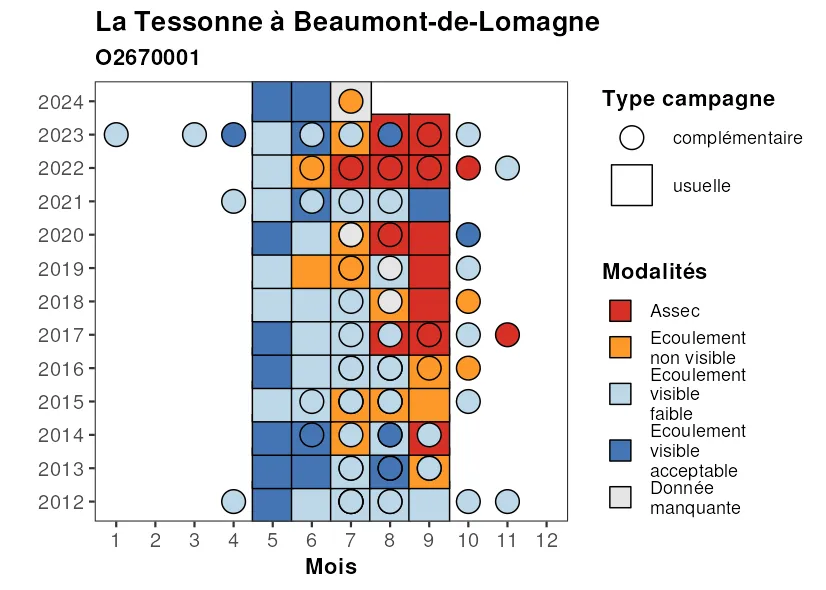 La Tessonne à Beaumont-de-Lomagne
O2670001
2024
2023
2022
2021
2020
2019
2018
2017
2016
2015
2014
2013
2012
1 2 3 4 5 6 7 8 9 10 11 12
Mois
Type campagne
complémentaire
usuelle
Modalités
Assec
Ecoulement
non visible
Ecoulement
visible
faible
Ecoulement
visible
acceptable
Donnée
manquante